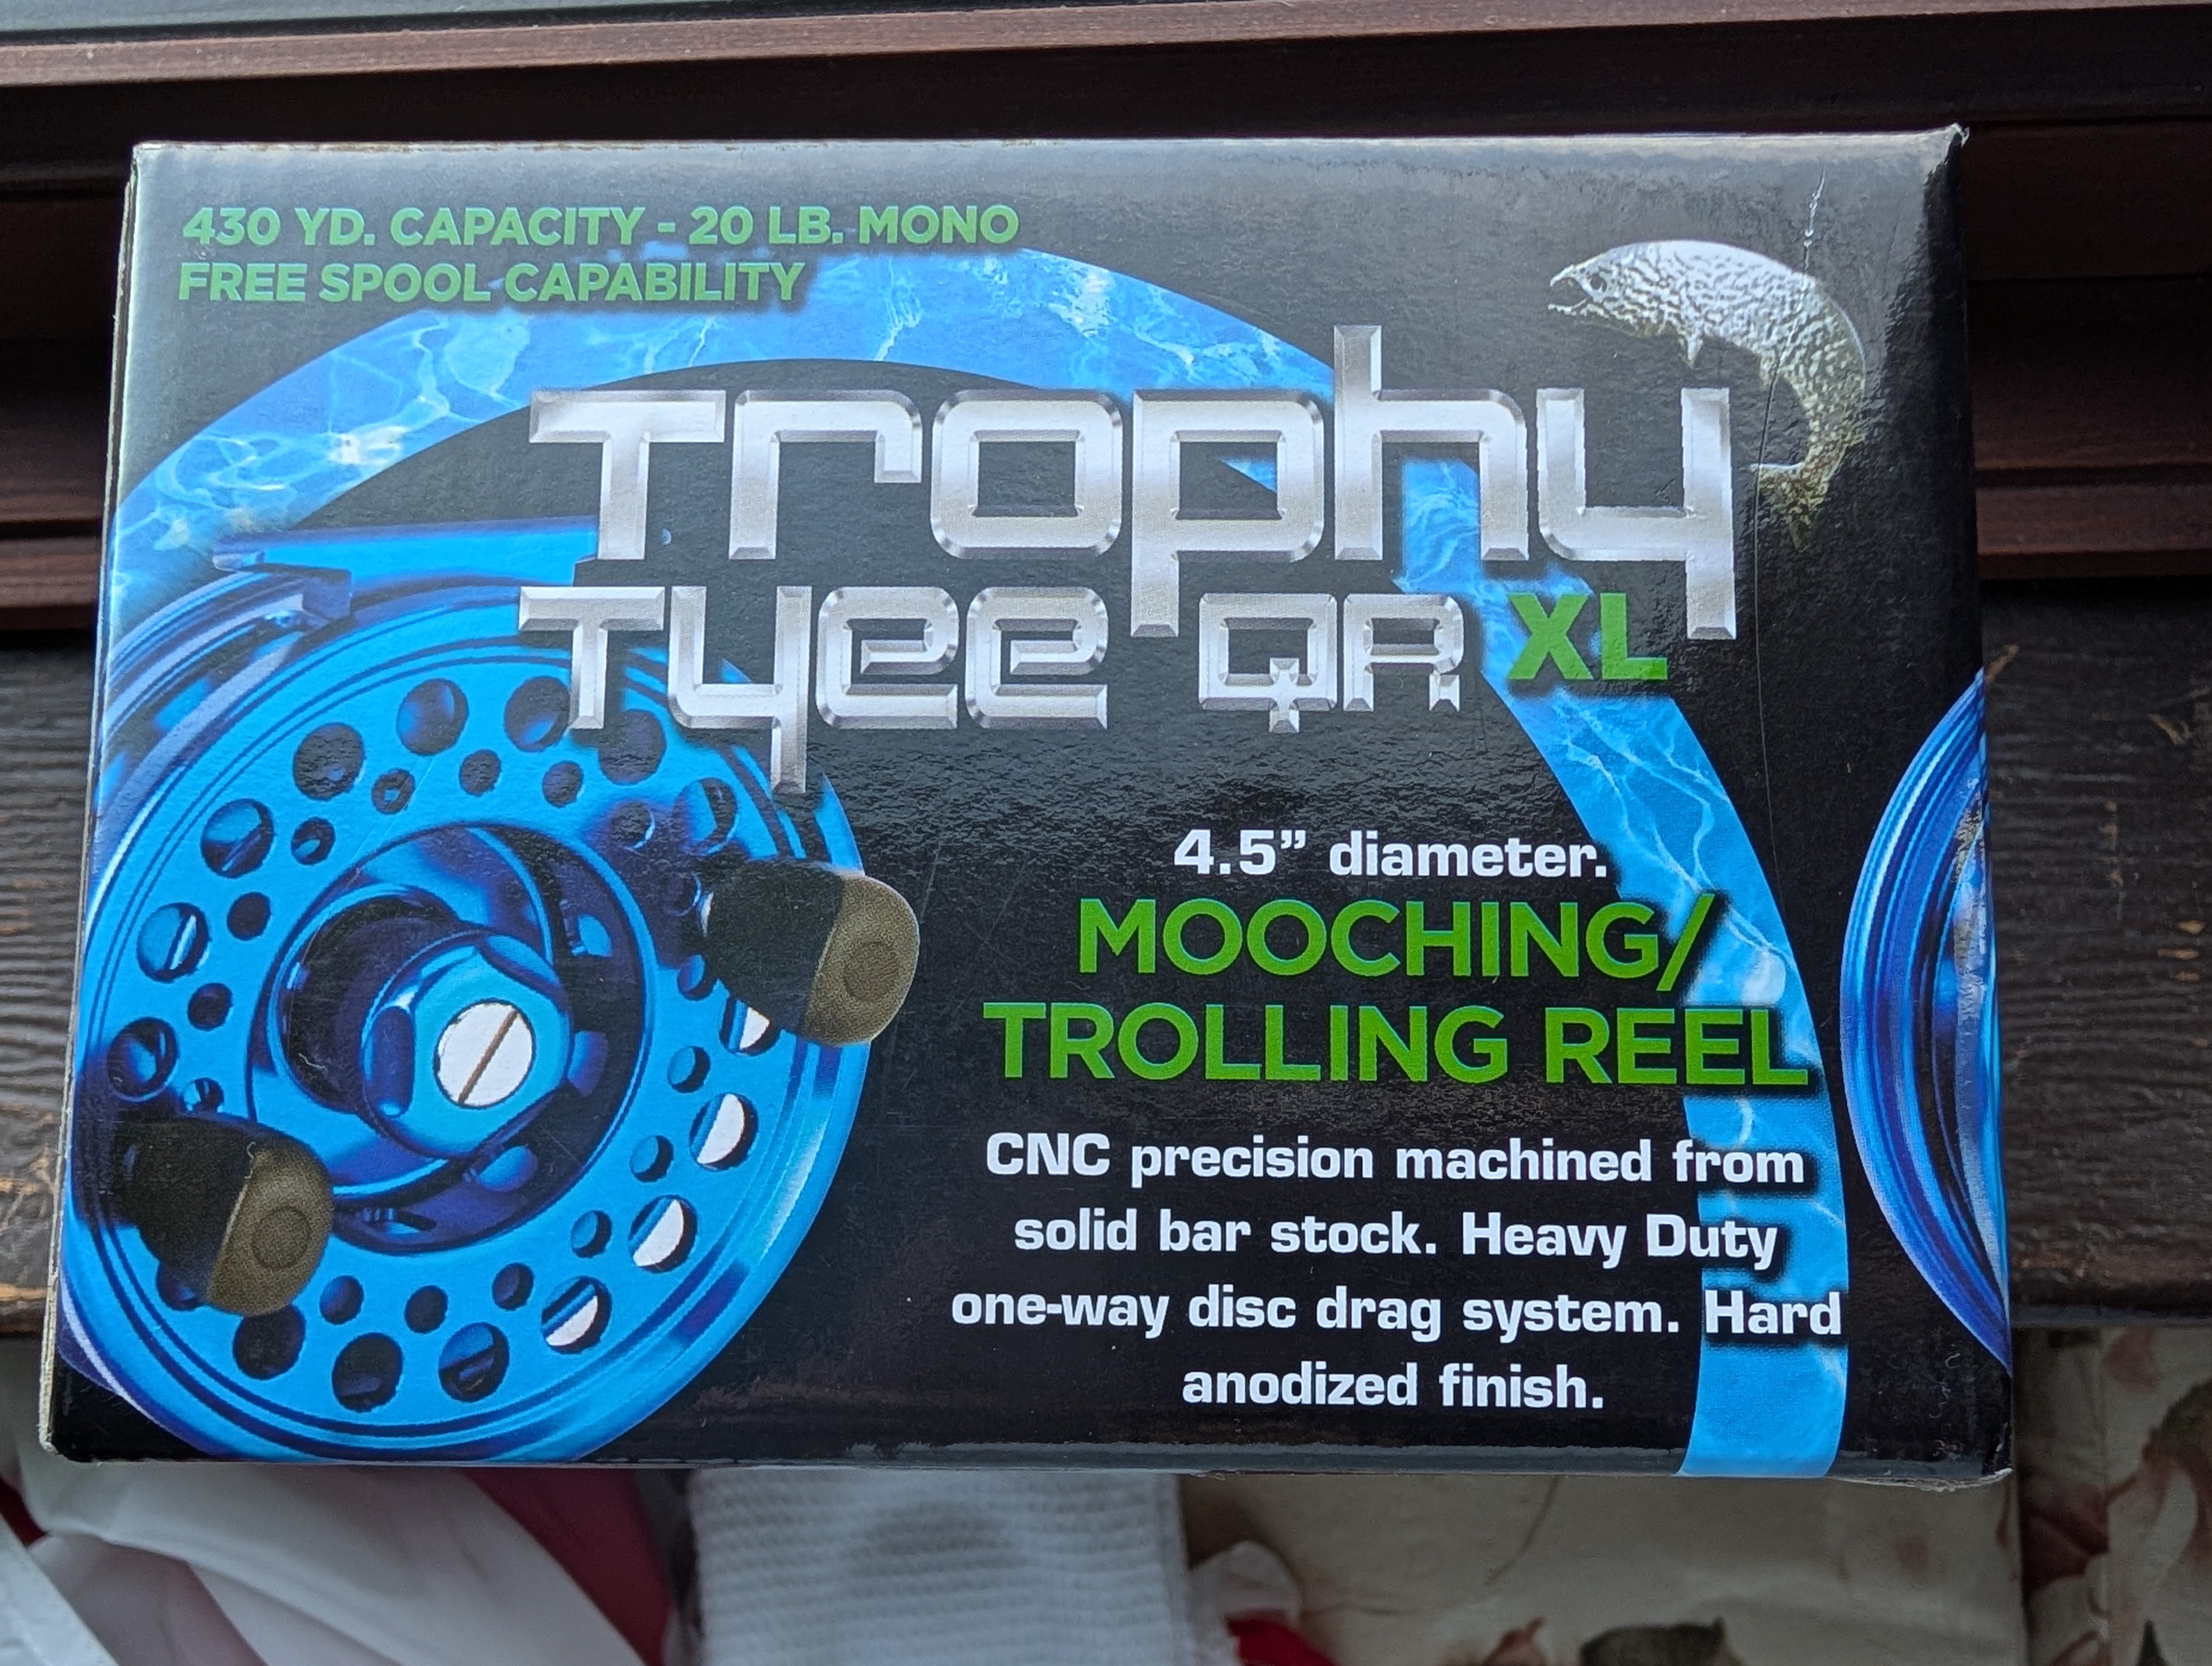 430 YD. CAPACITY - 20 LB. MONO
FREE SPOOL CAPABILITY
Trophy
Tyee QR XL
4.5” diameter.
MOOCHING/
TROLLING REEL
CNC precision machined from
solid bar stock. Heavy Duty
one-way disc drag system. Hard
anodized finish.